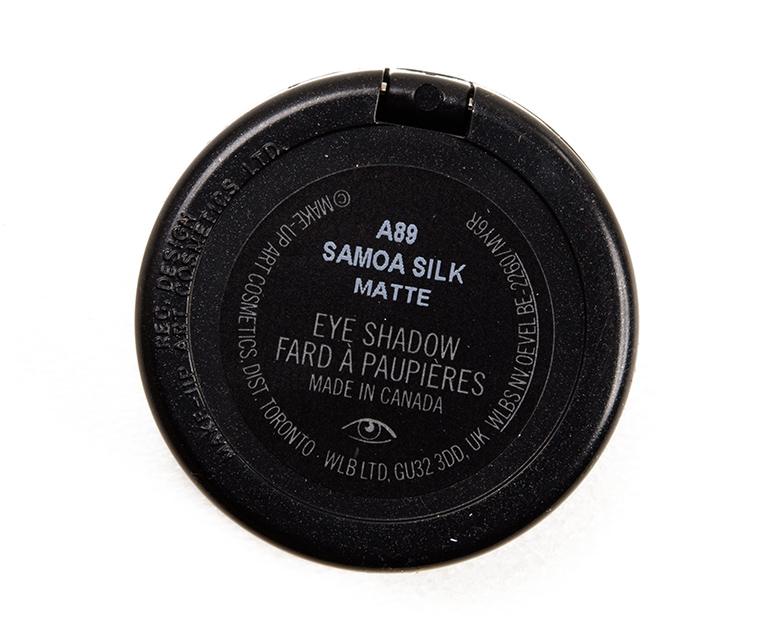 A89
SAMOA SILK
MATTE
EYE SHADOW
FARD À PAUPIÈRES
MADE IN CANADA
© MAKE-UP ART COSMETICS. DIST. TORONTO · WLB LTD, GU32 3DD, UK WLBS NV, OEVEL BE-2260/MY6R
REG. DESIGN
MAKE-UP ART COSMETICS LTD.